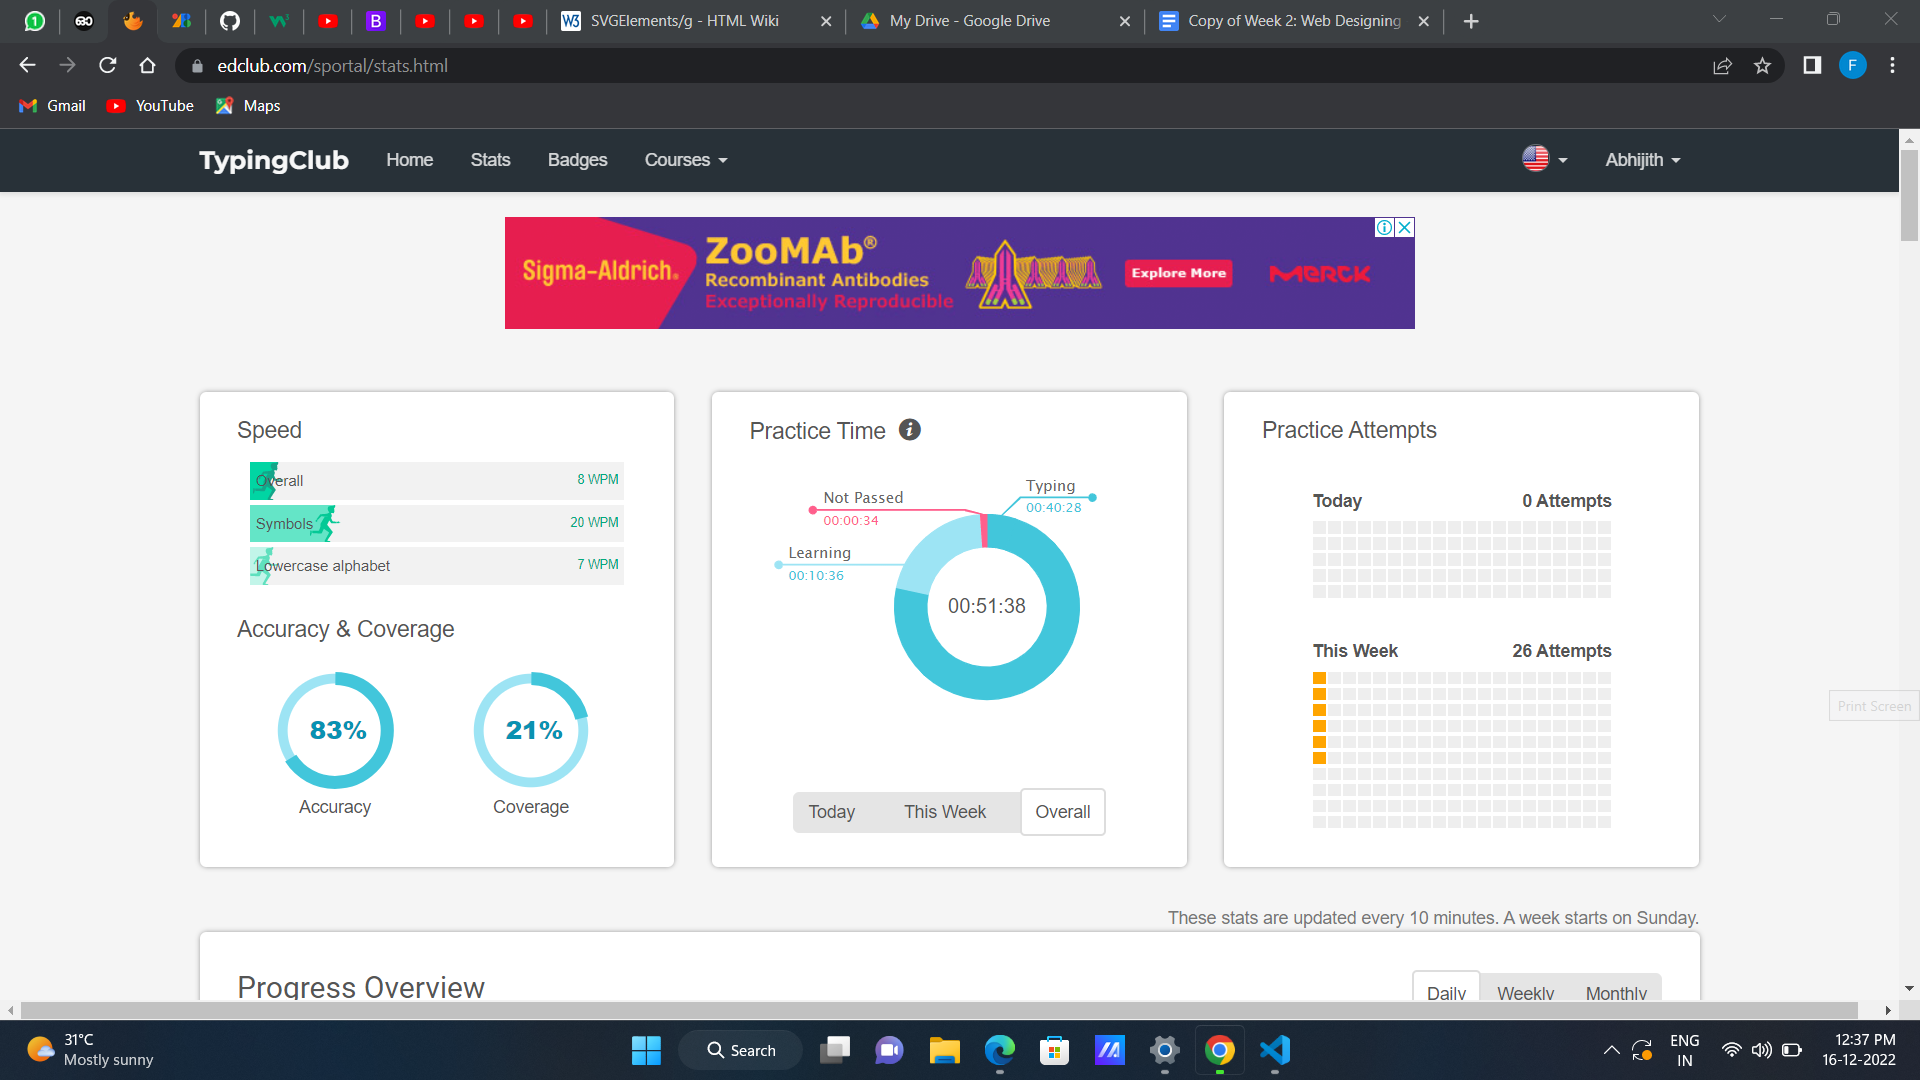 SVGElements/g - HTML Wiki
My Drive - Google Drive
Copy of Week 2: Web Designing
edclub.com/sportal/stats.html
F
Gmail
YouTube
Maps
TypingClub
Home
Stats
Badges
Courses
Abhijith
Sigma-Aldrich.
ZooMAb®
Recombinant Antibodies
Exceptionally Reproducible
Explore More
MERCK
Speed
Overall
8 WPM
Symbols
20 WPM
Lowercase alphabet
7 WPM
Accuracy & Coverage
83%
21%
Accuracy
Coverage
Practice Time
Typing
00:40:28
Not Passed
00:00:34
Learning
00:10:36
00:51:38
Today
This Week
Overall
Practice Attempts
Today
0 Attempts
This Week
26 Attempts
Print Screen
These stats are updated every 10 minutes. A week starts on Sunday.
Progress Overview
Daily
Weekly
Monthly
31°C
Mostly sunny
Search
ENG
IN
12:37 PM
16-12-2022